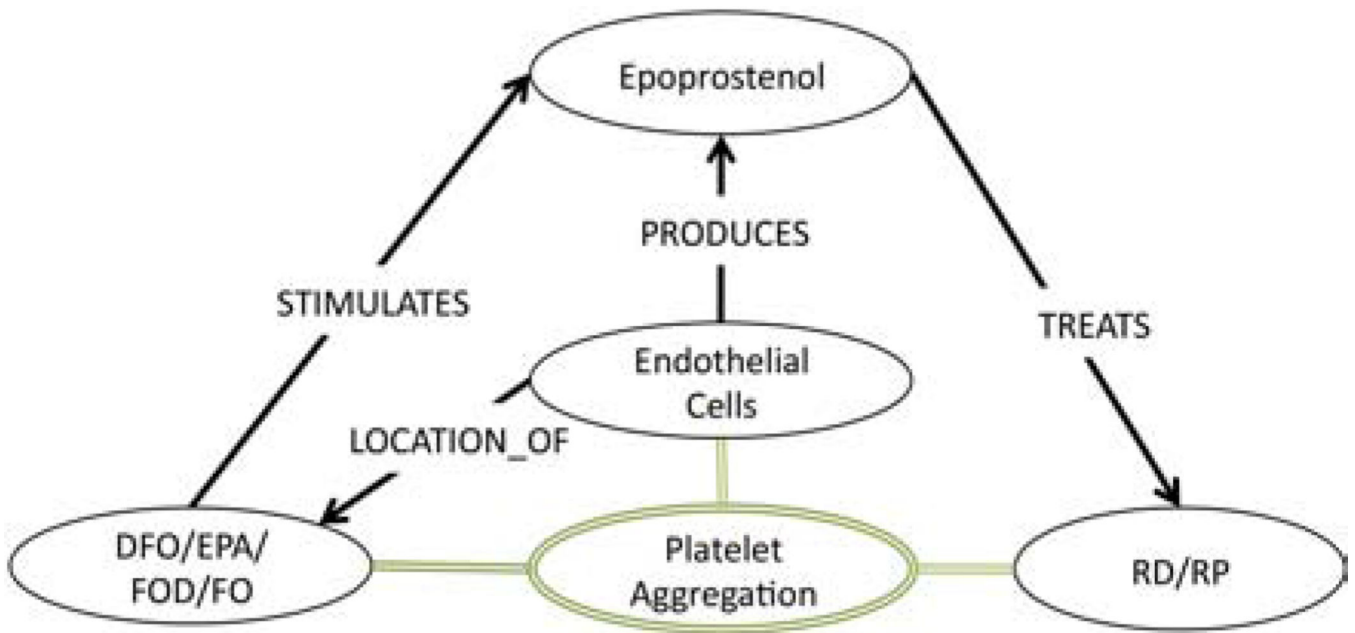 Epoprostenol
PRODUCES
STIMULATES
TREATS
Endothelial
Cells
LOCATION_OF
DFO/EPA/
FOD/FO
Platelet
Aggregation
RD/RP